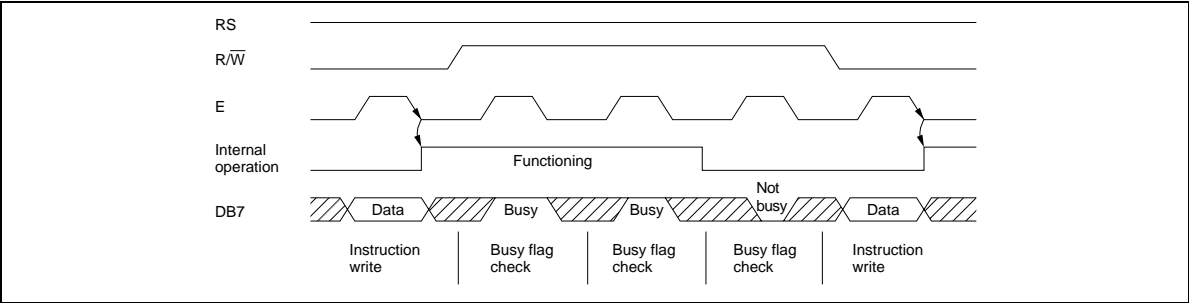 RS
R/W̅
E
Internal
operation
Functioning
DB7
Data
Busy
Busy
Not
busy
Data
Instruction
write
Busy flag
check
Busy flag
check
Busy flag
check
Instruction
write